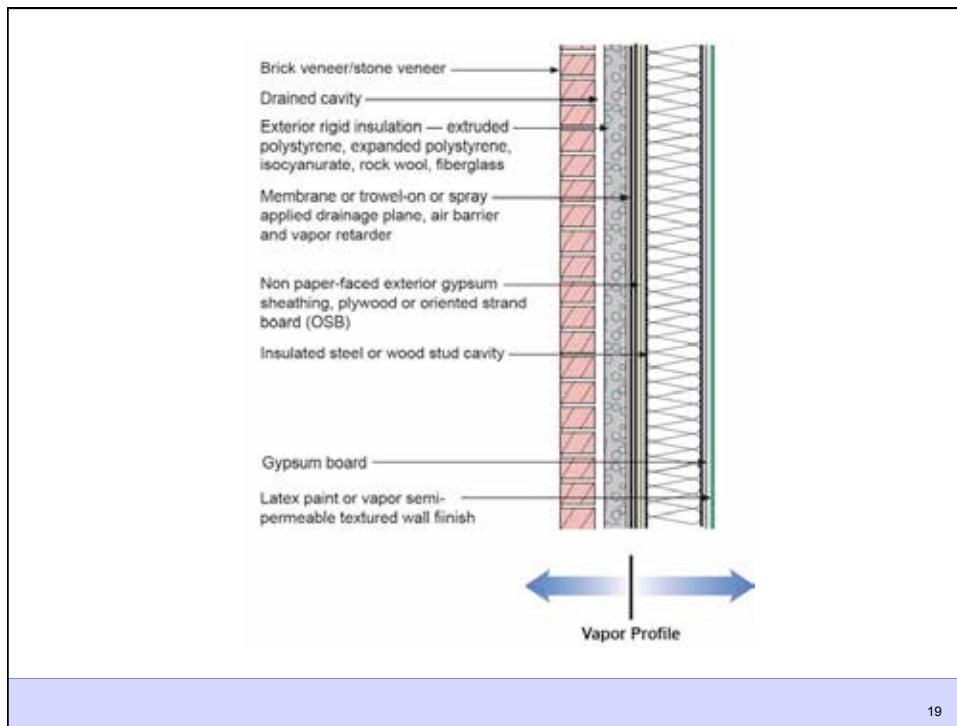 Brick veneer/stone veneer
Drained cavity
Exterior rigid insulation — extruded
polystyrene, expanded polystyrene,
isocyanurate, rock wool, fiberglass
Membrane or trowel-on or spray
applied drainage plane, air barrier
and vapor retarder
Non paper-faced exterior gypsum
sheathing, plywood or oriented strand
board (OSB)
Insulated steel or wood stud cavity
Gypsum board
Latex paint or vapor semi-
permeable textured wall fiinish
Vapor Profile
19